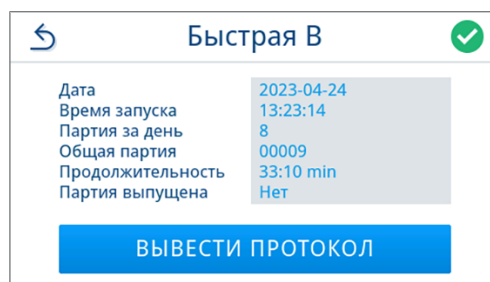 Быстрая B
Дата 2023-04-24
Время запуска 13:23:14
Партия за день 8
Общая партия 00009
Продолжительность 33:10 min
Партия выпущена Нет
ВЫВЕСТИ ПРОТОКОЛ